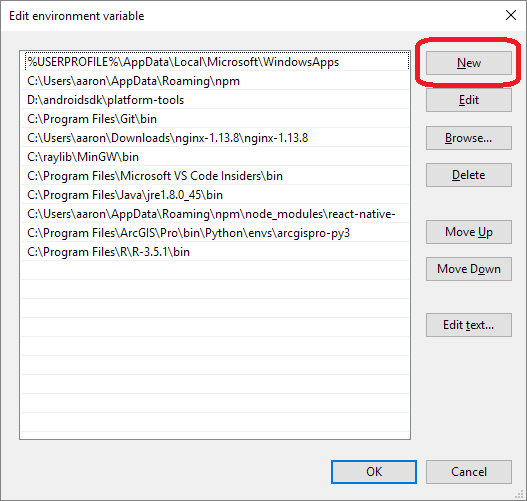 Edit environment variable
%USERPROFILE%\AppData\Local\Microsoft\WindowsApps
C:\Users\aaron\AppData\Roaming\npm
D:\androidsdk\platform-tools
C:\Program Files\Git\bin
C:\Users\aaron\Downloads\nginx-1.13.8\nginx-1.13.8
C:\raylib\MinGW\bin
C:\Program Files\Microsoft VS Code Insiders\bin
C:\Program Files\Java\jre1.8.0_45\bin
C:\Users\aaron\AppData\Roaming\npm\node_modules\react-native-
C:\Program Files\ArcGIS\Pro\bin\Python\envs\arcgispro-py3
C:\Program Files\R\R-3.5.1\bin
New
Edit
Browse...
Delete
Move Up
Move Down
Edit text...
OK
Cancel